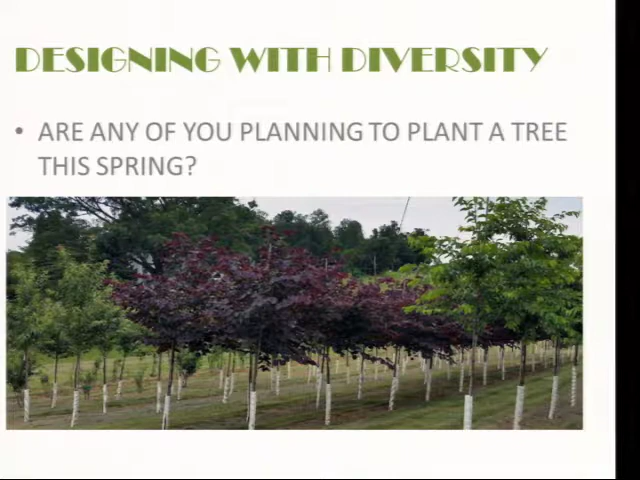 DESIGNING WITH DIVERSITY
• ARE ANY OF YOU PLANNING TO PLANT A TREE
THIS SPRING?